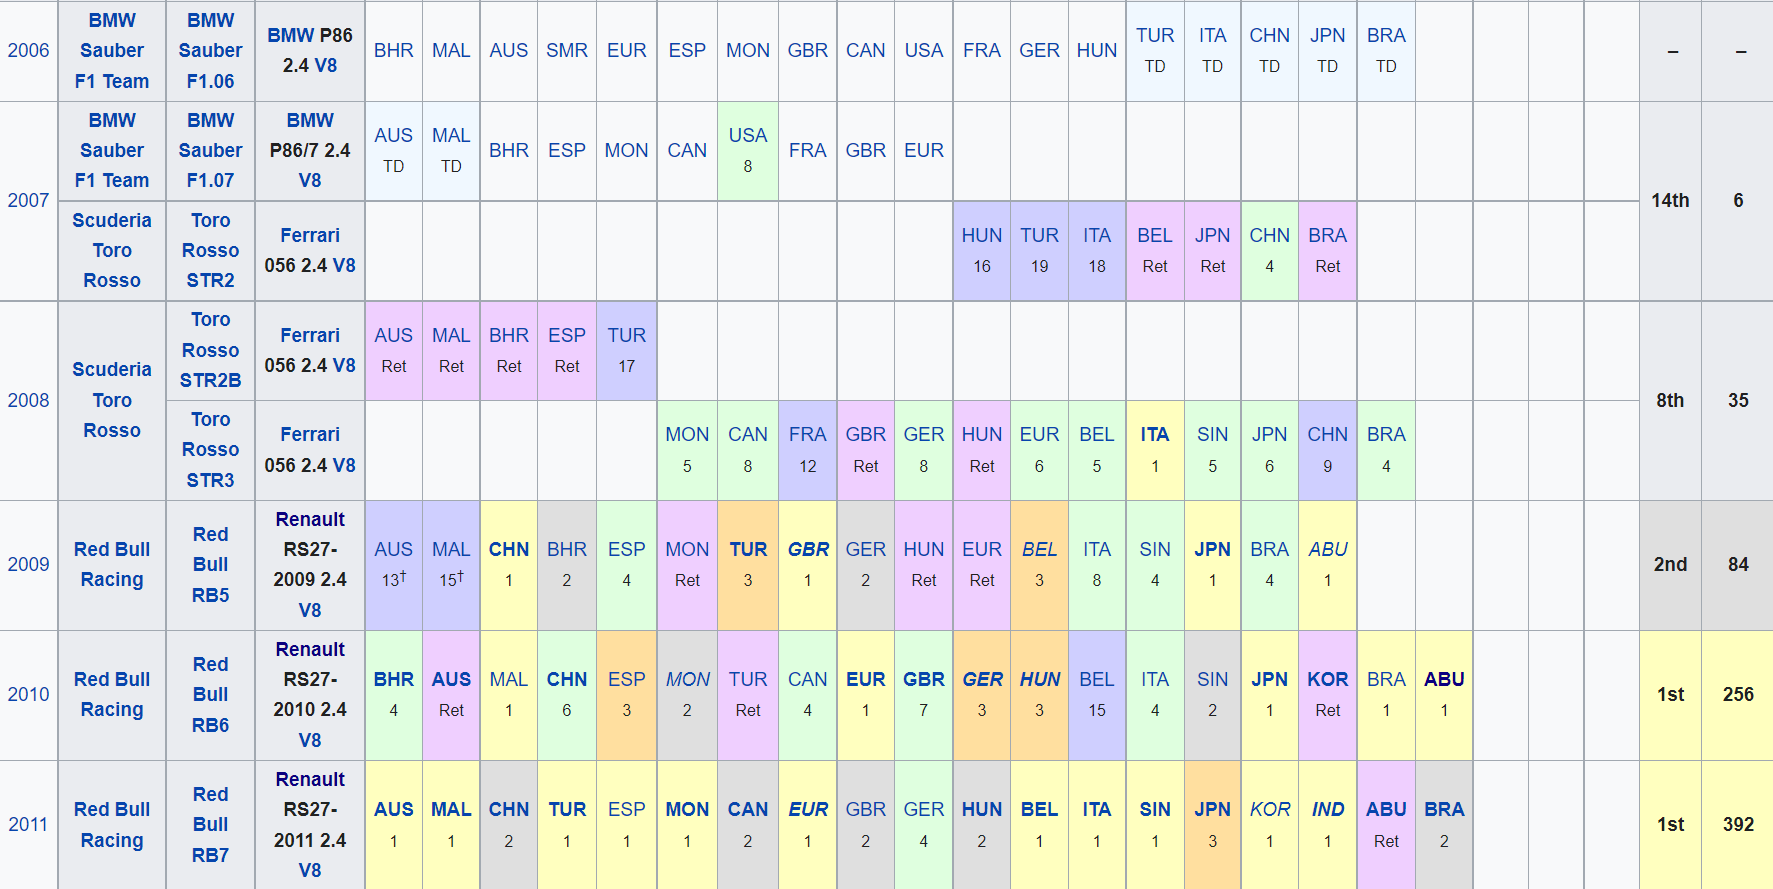 2006
BMW
Sauber
F1 Team
BMW
Sauber
F1.06
BMW P86
2.4 V8
BHR MAL AUS SMR EUR ESP MON GBR CAN USA FRA GER HUN TUR ITA CHN JPN BRA
TD TD TD TD TD
– –
2007
BMW
Sauber
F1 Team
BMW
Sauber
F1.07
BMW
P86/7 2.4
V8
AUS MAL BHR ESP MON CAN USA FRA GBR EUR
TD TD 8
14th 6
Scuderia
Toro
Rosso
Toro
Rosso
STR2
Ferrari
056 2.4 V8
HUN TUR ITA BEL JPN CHN BRA
16 19 18 Ret Ret 4 Ret
2008
Scuderia
Toro
Rosso
Toro
Rosso
STR2B
Ferrari
056 2.4 V8
AUS MAL BHR ESP TUR
Ret Ret Ret Ret 17
8th 35
Toro
Rosso
STR3
Ferrari
056 2.4 V8
MON CAN FRA GBR GER HUN EUR BEL ITA SIN JPN CHN BRA
5 8 12 Ret 8 Ret 6 5 1 5 6 9 4
2009
Red Bull
Racing
Red
Bull
RB5
Renault
RS27-
2009 2.4
V8
AUS MAL CHN BHR ESP MON TUR GBR GER HUN EUR BEL ITA SIN JPN BRA ABU
13† 15† 1 2 4 Ret 3 1 2 Ret Ret 3 8 4 1 4 1
2nd 84
2010
Red Bull
Racing
Red
Bull
RB6
Renault
RS27-
2010 2.4
V8
BHR AUS MAL CHN ESP MON TUR CAN EUR GBR GER HUN BEL ITA SIN JPN KOR BRA ABU
4 Ret 1 6 3 2 Ret 4 1 7 3 3 15 4 2 1 Ret 1 1
1st 256
2011
Red Bull
Racing
Red
Bull
RB7
Renault
RS27-
2011 2.4
V8
AUS MAL CHN TUR ESP MON CAN EUR GBR GER HUN BEL ITA SIN JPN KOR IND ABU BRA
1 1 2 1 1 1 2 1 2 4 2 1 1 1 3 1 1 Ret 2
1st 392